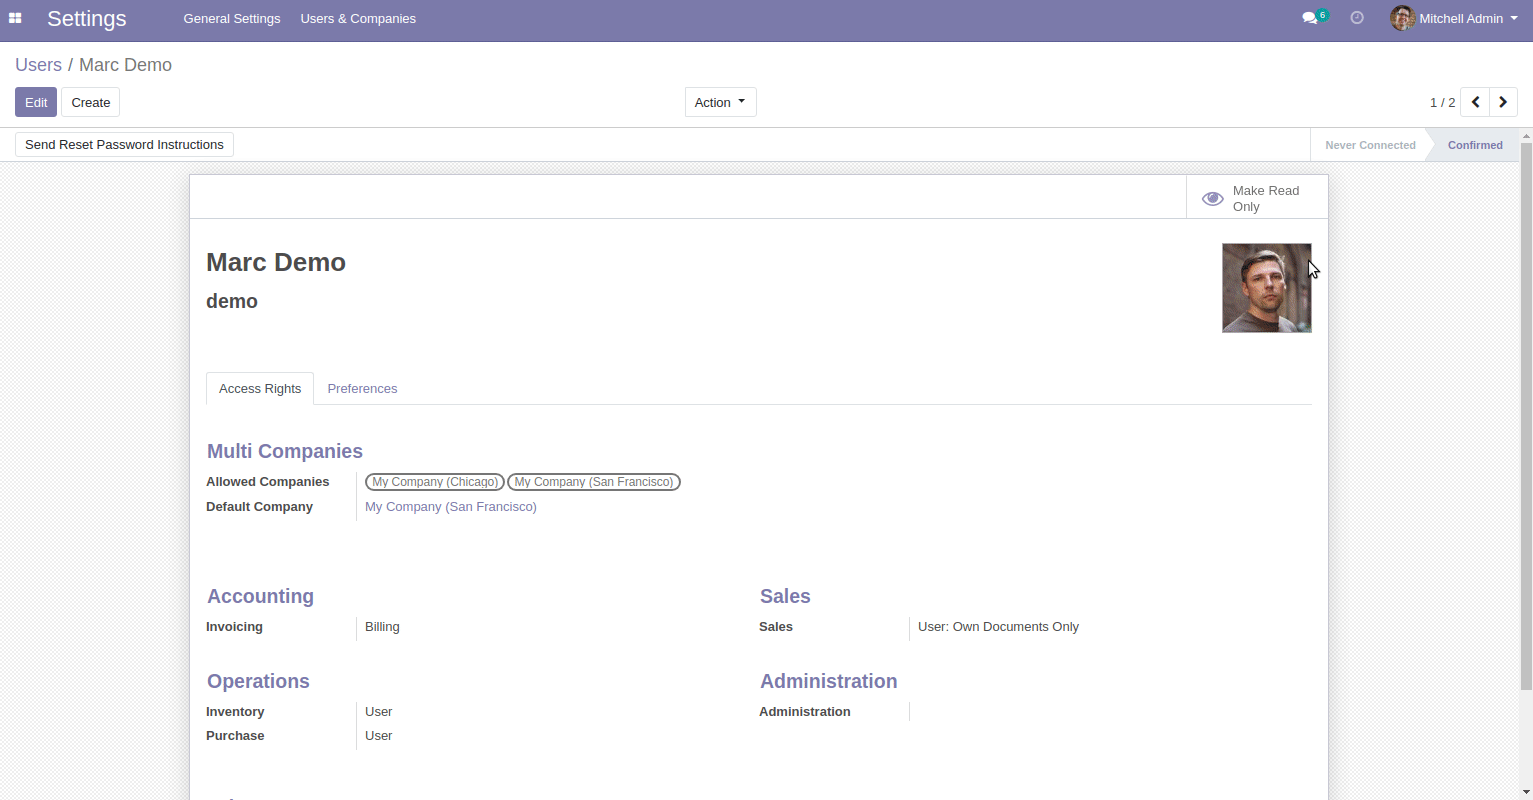 Settings General Settings Users & Companies 6 Mitchell Admin
Users / Marc Demo
Edit Create Action 1 / 2
Send Reset Password Instructions Never Connected Confirmed
Make Read
Only
Marc Demo
demo
Access Rights Preferences
Multi Companies
Allowed Companies My Company (Chicago) My Company (San Francisco)
Default Company My Company (San Francisco)
Accounting Sales
Invoicing Billing Sales User: Own Documents Only
Operations Administration
Inventory User Administration
Purchase User